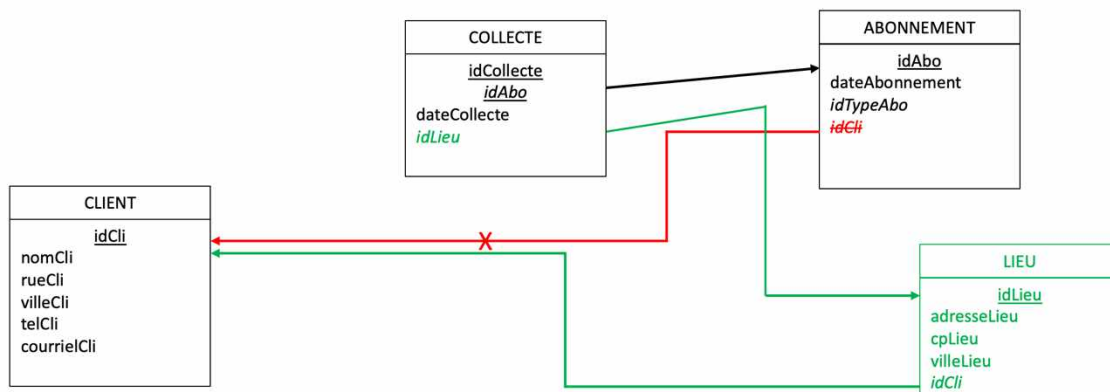 COLLECTE
idCollecte
idAbo
dateCollecte
idLieu
ABONNEMENT
idAbo
dateAbonnement
idTypeAbo
idCli
CLIENT
idCli
nomCli
rueCli
villeCli
telCli
courrielCli
X
LIEU
idLieu
adresseLieu
cpLieu
villeLieu
idCli